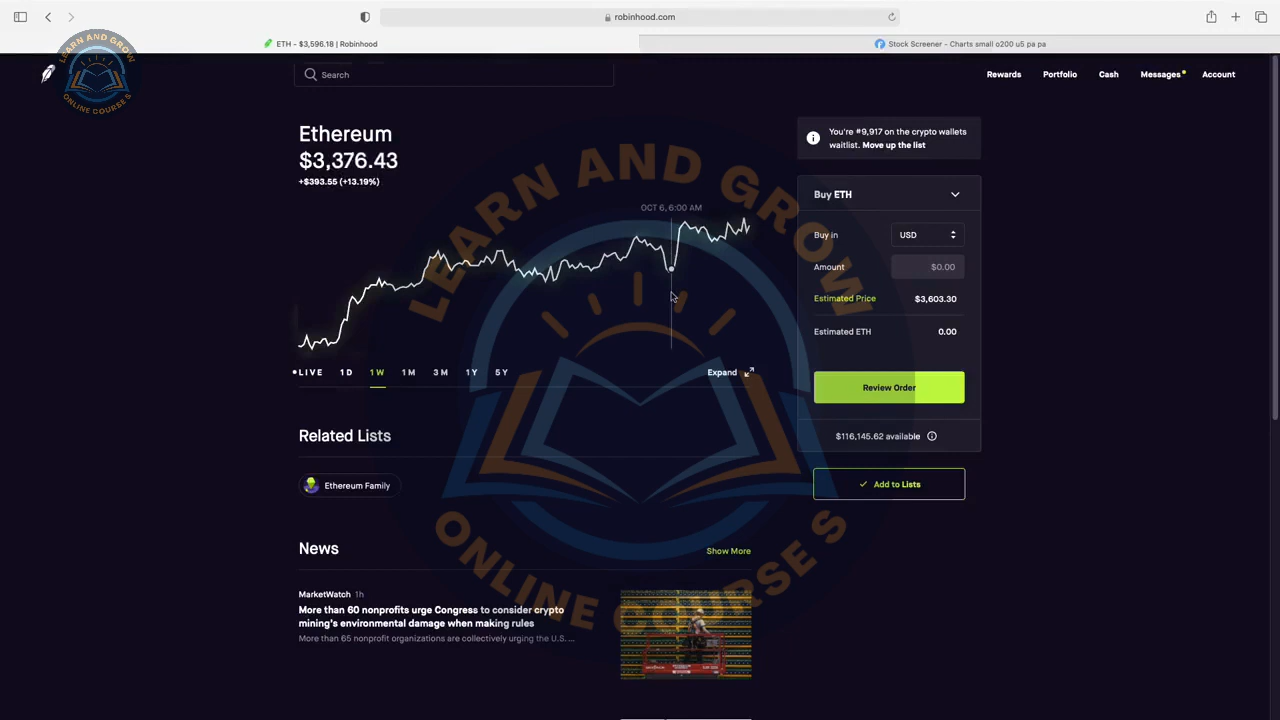 robinhood.com
ETH - $3,596.18 | Robinhood
Stock Screener - Charts small o200 u5 pa pa
LEARN AND GROW
ONLINE COURSES
Search
Rewards
Portfolio
Cash
Messages
Account
Ethereum
$3,376.43
+$393.55 (+13.19%)
OCT 6, 6:00 AM
LIVE
1D
1W
1M
3M
1Y
5Y
Expand
You're #9,917 on the crypto wallets
waitlist. Move up the list
Buy ETH
Buy in
USD
Amount
$0.00
Estimated Price
$3,603.30
Estimated ETH
0.00
Review Order
$116,145.62 available
Add to Lists
LEARN AND GROW
ONLINE COURSES
Related Lists
Ethereum Family
News
Show More
MarketWatch 1h
More than 60 nonprofits urge Congress to consider crypto
mining's environmental damage when making rules
More than 65 nonprofit organizations are collectively urging the U.S. ...